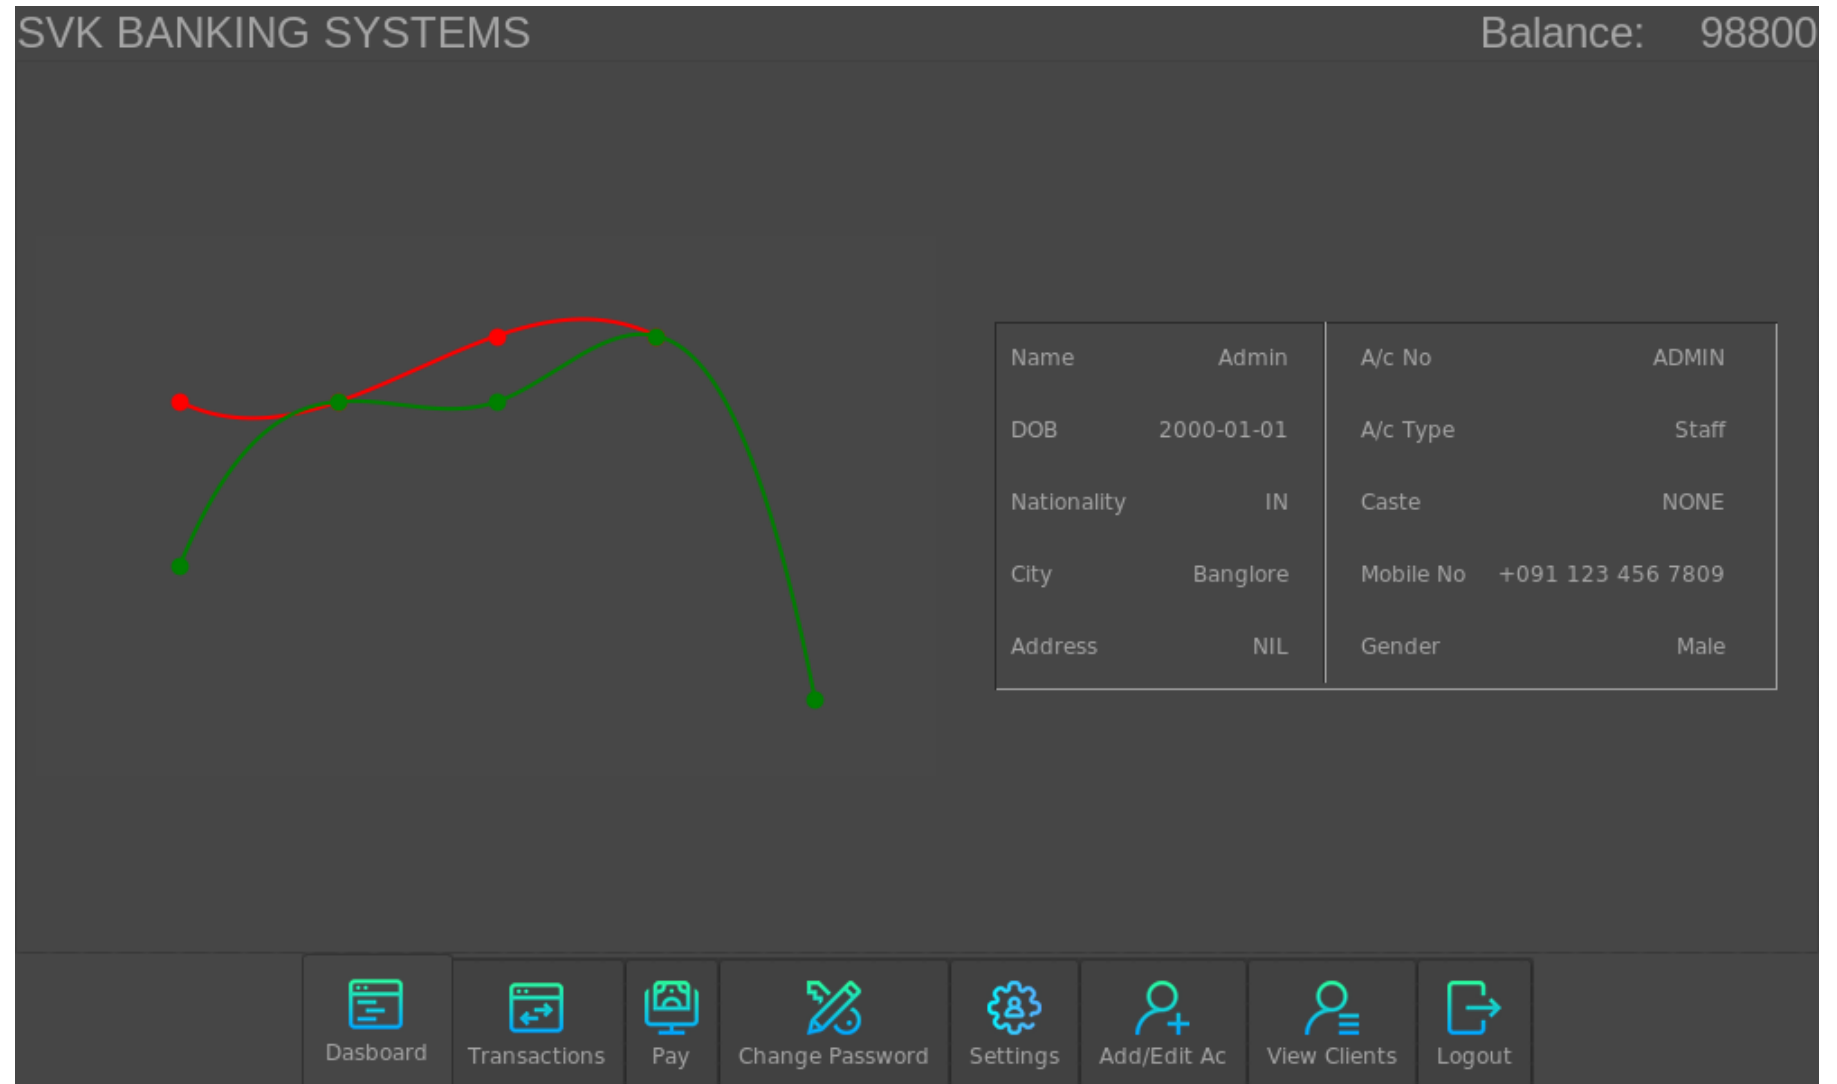 SVK BANKING SYSTEMS
Balance: 98800
Name Admin
DOB 2000-01-01
Nationality IN
City Banglore
Address NIL
A/c No ADMIN
A/c Type Staff
Caste NONE
Mobile No +091 123 456 7809
Gender Male
Dasboard
Transactions
Pay
Change Password
Settings
Add/Edit Ac
View Clients
Logout